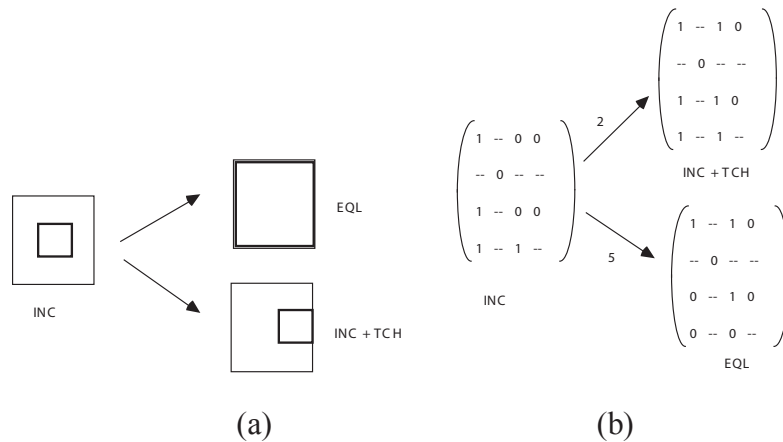 INC
EQL
INC + TCH
(a)
1 -- 0 0
-- 0 -- --
1 -- 0 0
1 -- 1 --
INC
2
5
1 -- 1 0
-- 0 -- --
1 -- 1 0
1 -- 1 --
INC + TCH
1 -- 1 0
-- 0 -- --
0 -- 1 0
0 -- 0 --
EQL
(b)